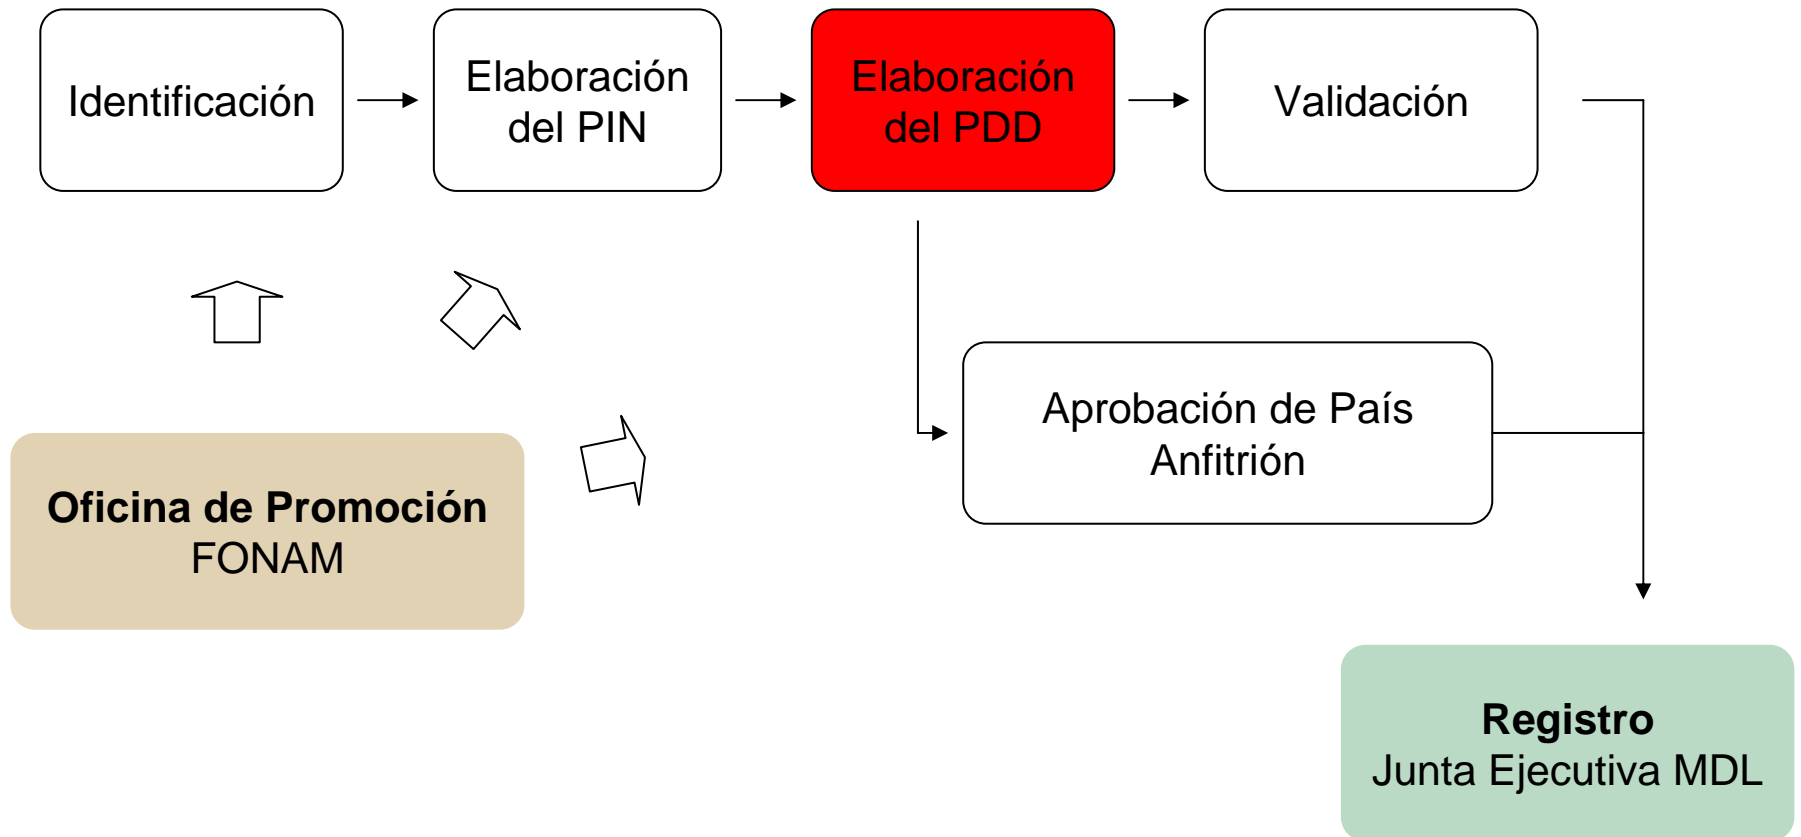 Identificación
Elaboración
del PIN
Elaboración
del PDD
Validación
Aprobación de País
Anfitrión
Oficina de Promoción
FONAM
Registro
Junta Ejecutiva MDL